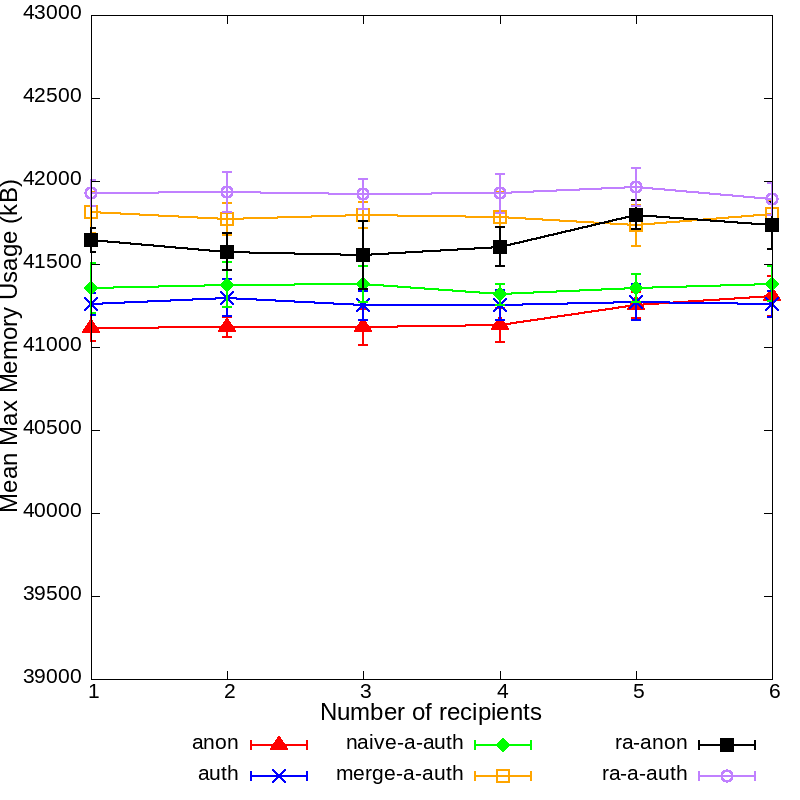 43000
42500
42000
41500
41000
40500
40000
39500
39000
Mean Max Memory Usage (kB)
1 2 3 4 5 6
Number of recipients
anon naive-a-auth ra-anon
auth merge-a-auth ra-a-auth